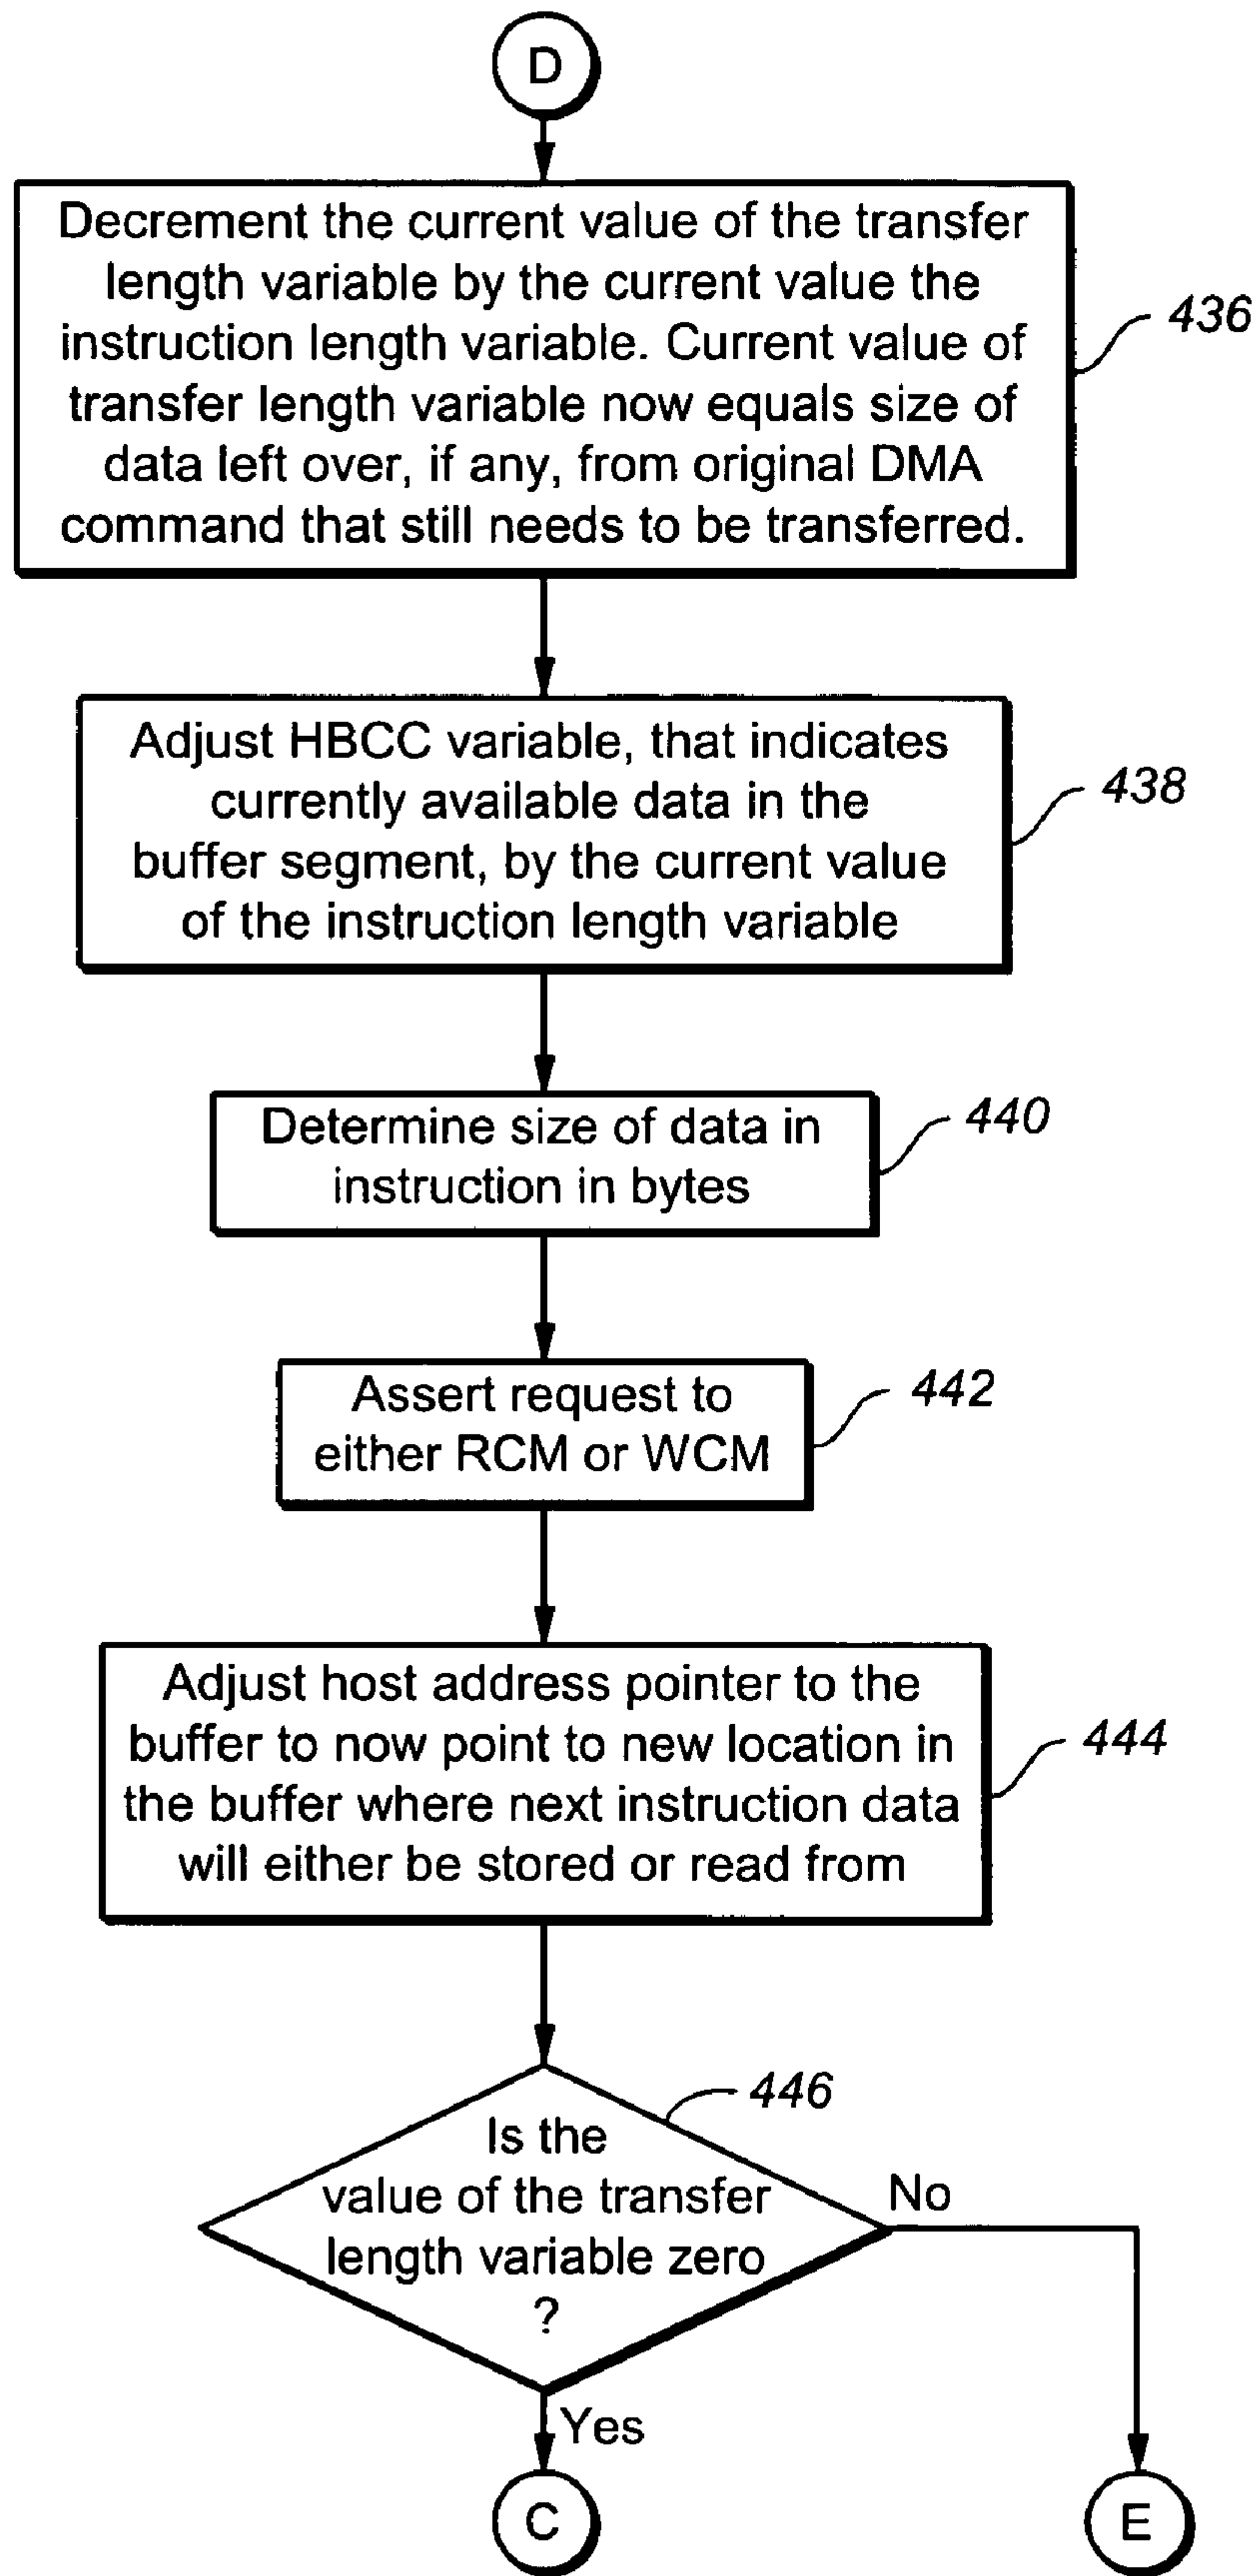 D
Decrement the current value of the transfer
length variable by the current value the
instruction length variable. Current value of
transfer length variable now equals size of
data left over, if any, from original DMA
command that still needs to be transferred.
436
Adjust HBCC variable, that indicates
currently available data in the
buffer segment, by the current value
of the instruction length variable
438
Determine size of data in
instruction in bytes
440
Assert request to
either RCM or WCM
442
Adjust host address pointer to the
buffer to now point to new location in
the buffer where next instruction data
will either be stored or read from
444
446
Is the
value of the transfer
length variable zero
?
No
Yes
C
E